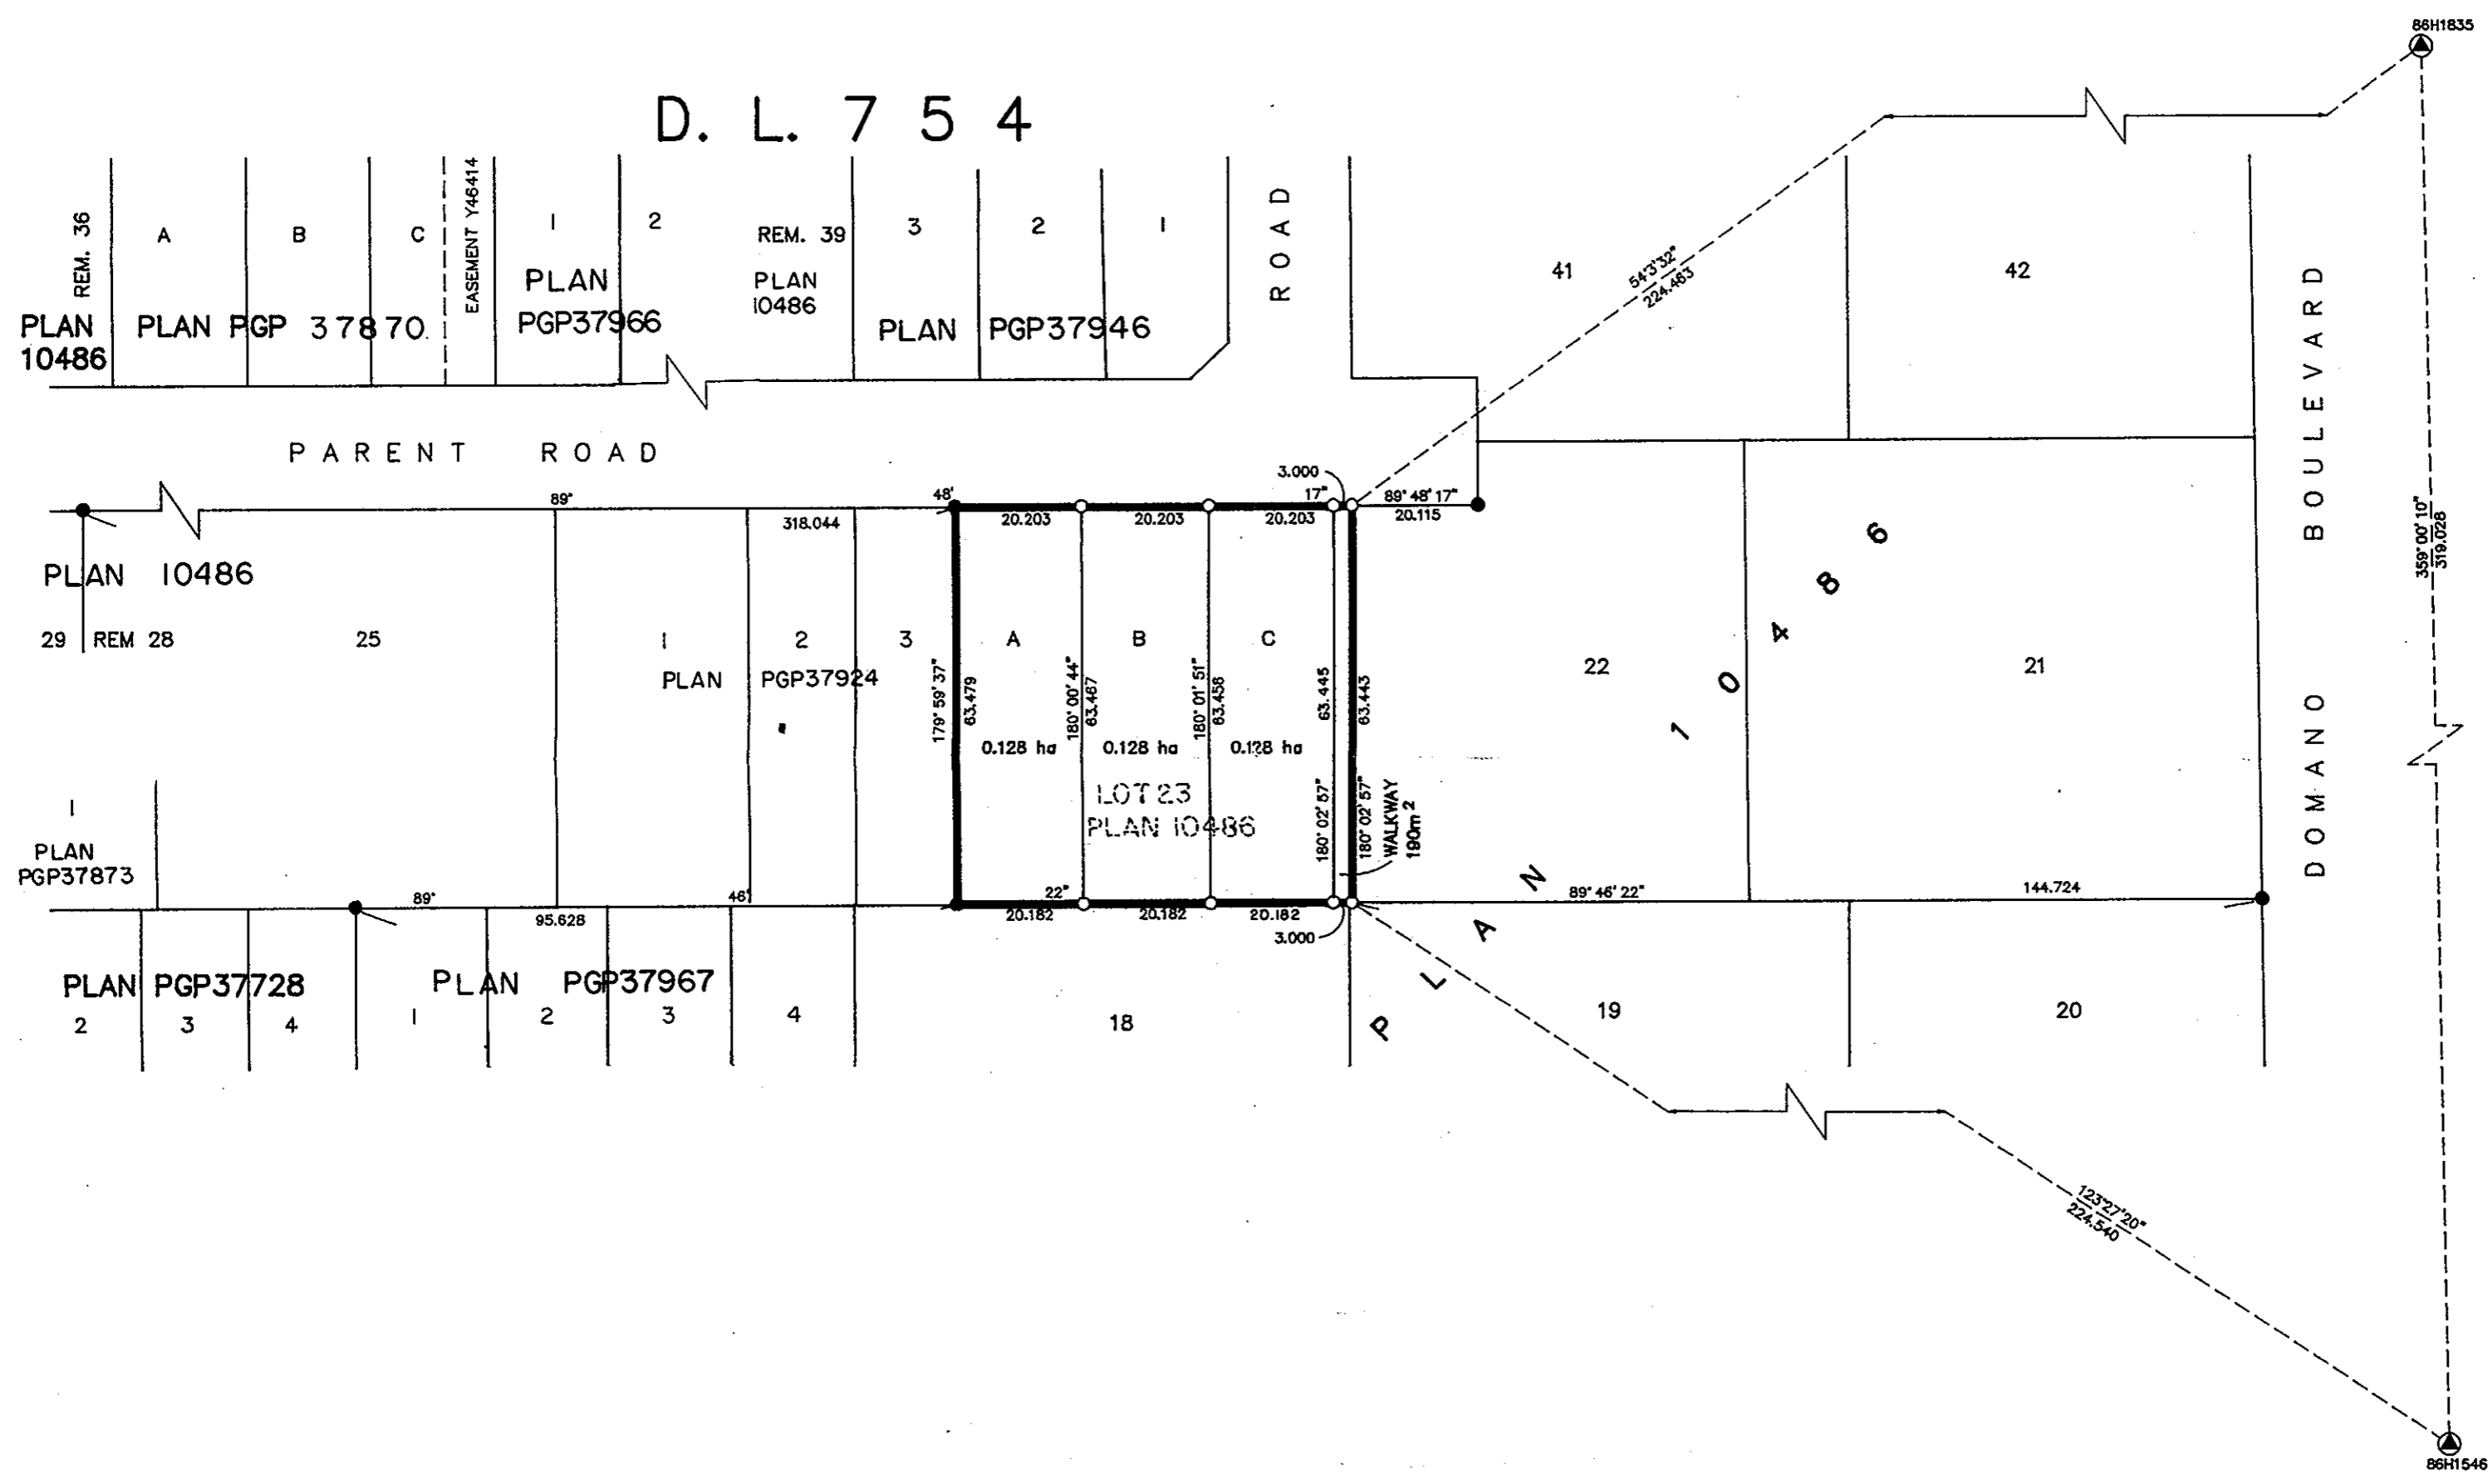 86H1835
D. L. 7 5 4
REM. 36
A
B
C
EASEMENT Y46414
1
2
REM. 39
3
2
1
ROAD
41
42
PLAN
10486
PLAN PGP 37870
PLAN
PGP37966
PLAN
10486
PLAN PGP37946
54°3'32"
224.483
BOULEVARD
DOMANO
359° 00' 10"
319.028
PARENT ROAD
89°
48'
17"
3.000
89° 48' 17"
20.115
318.044
20.203
20.203
20.203
PLAN 10486
29
REM 28
25
1
2
3
A
B
C
22
21
PLAN PGP37924
179° 59' 37"
63.479
180° 00' 44"
63.467
180° 01' 51"
63.458
63.445
180° 02' 57"
63.443
180° 02' 57"
0.128 ha
0.128 ha
0.128 ha
LOT 23
PLAN 10486
WALKWAY
190m 2
PLAN 10486
1
PLAN
PGP37873
89°
46'
22"
95.628
20.182
20.182
20.182
3.000
89° 46' 22"
144.724
PLAN PGP37728
2
3
4
PLAN PGP37967
1
2
3
4
18
19
20
123°27'20"
224.540
86H1546